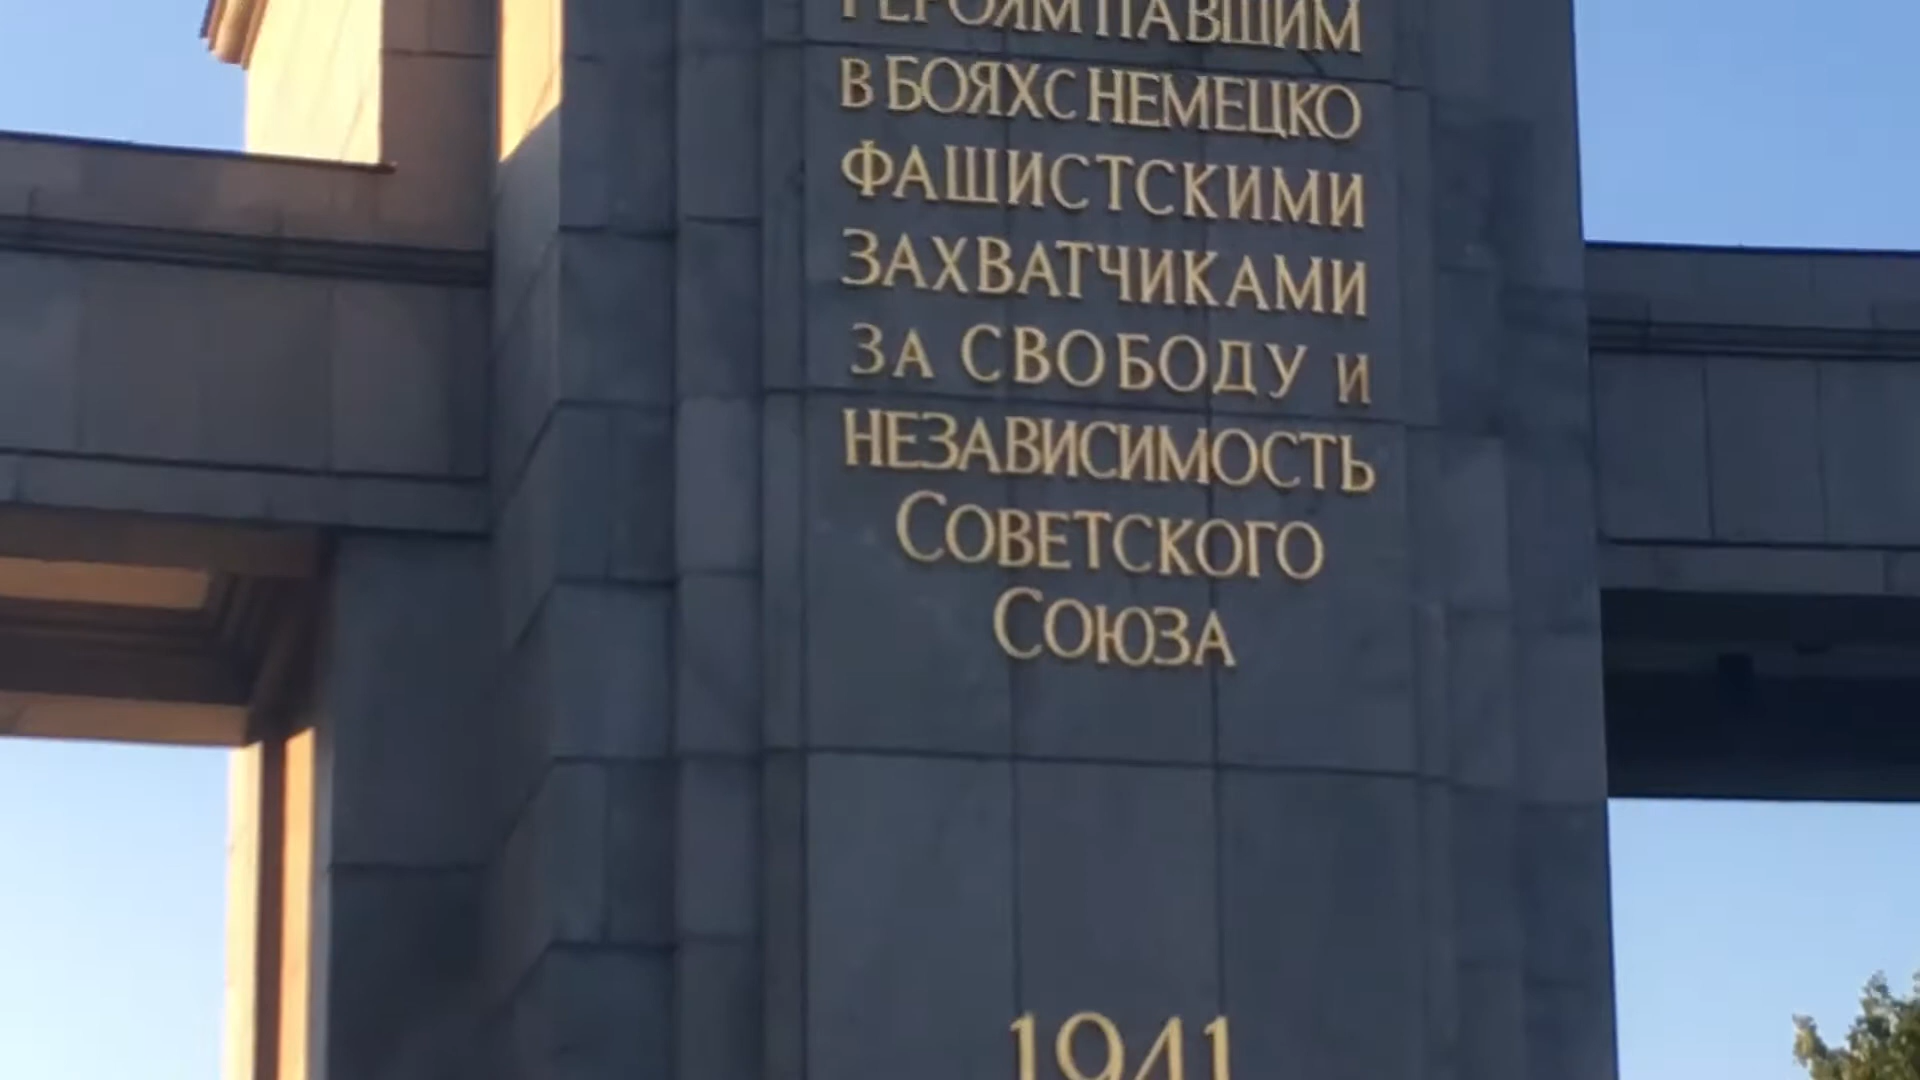 ГЕРОЯМ ПАВШИМ
В БОЯХ С НЕМЕЦКО
ФАШИСТСКИМИ
ЗАХВАТЧИКАМИ
ЗА СВОБОДУ И
НЕЗАВИСИМОСТЬ
СОВЕТСКОГО
СОЮЗА
1941